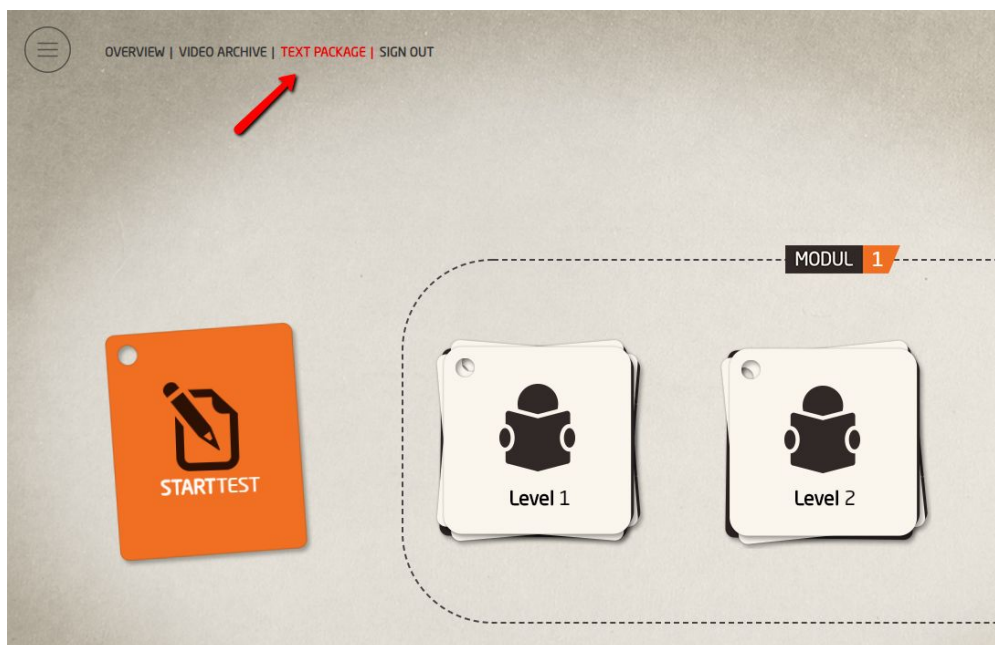 OVERVIEW | VIDEO ARCHIVE | TEXT PACKAGE | SIGN OUT
MODUL 1
STARTTEST
Level 1
Level 2